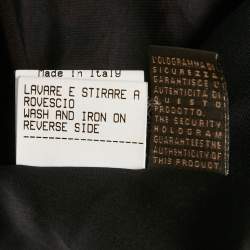 Made in Italy
LAVARE E STIRARE A
ROVESCIO
WASH AND IRON ON
REVERSE SIDE
L'OLOGRAMMA DI
SICUREZZA
GARANTISCE L'
AUTENTICITÀ DI
QUESTO
PRODOTTO.
THE SECURITY
HOLOGRAM
GUARANTEES THE
AUTHENTICITY OF
THIS PRODUCT.